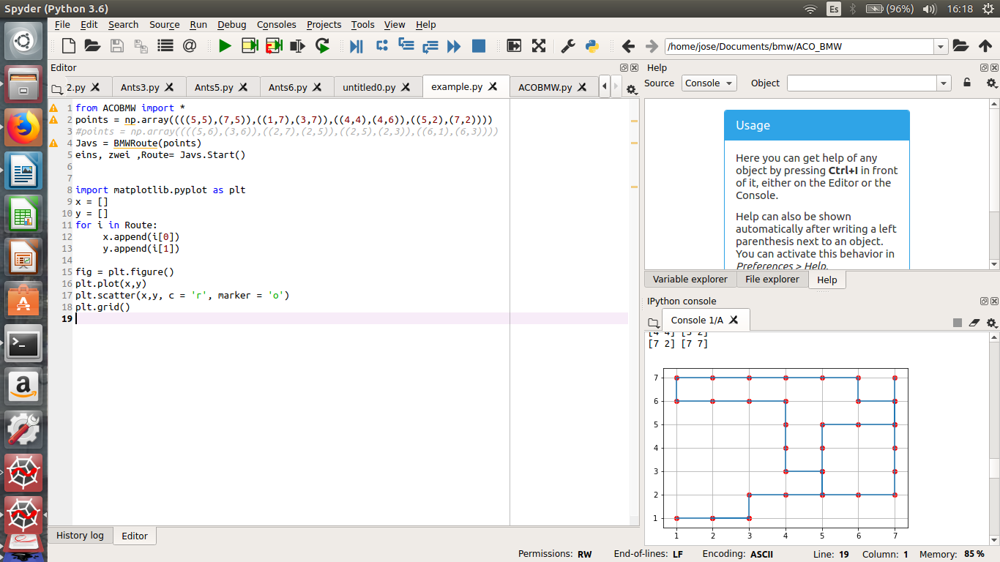 Spyder (Python 3.6)
Es
(96%)
16:18
File Edit Search Source Run Debug Consoles Projects Tools View Help
/home/jose/Documents/bmw/ACO_BMW
Editor
2.py Ants3.py Ants5.py Ants6.py untitled0.py example.py ACOBMW.py
1 from ACOBMW import *
2 points = np.array((((5,5),(7,5)),((1,7),(3,7)),((4,4),(4,6)),((5,2),(7,2))))
3 #points = np.array((((5,6),(3,6)),((2,7),(2,5)),((2,5),(2,3)),((6,1),(6,3))))
4 Javs = BMWRoute(points)
5 eins, zwei ,Route= Javs.Start()
6
7
8 import matplotlib.pyplot as plt
9 x = []
10 y = []
11 for i in Route:
12 x.append(i[0])
13 y.append(i[1])
14
15 fig = plt.figure()
16 plt.plot(x,y)
17 plt.scatter(x,y, c = 'r', marker = 'o')
18 plt.grid()
19
History log Editor
Help
Source Console Object
Usage
Here you can get help of any
object by pressing Ctrl+I in front
of it, either on the Editor or the
Console.
Help can also be shown
automatically after writing a left
parenthesis next to an object.
You can activate this behavior in
Preferences > Help.
Variable explorer File explorer Help
IPython console
Console 1/A
[4 4] [5 2]
[7 2] [7 7]
7
6
5
4
3
2
1
1 2 3 4 5 6 7
Permissions: RW End-of-lines: LF Encoding: ASCII Line: 19 Column: 1 Memory: 85 %